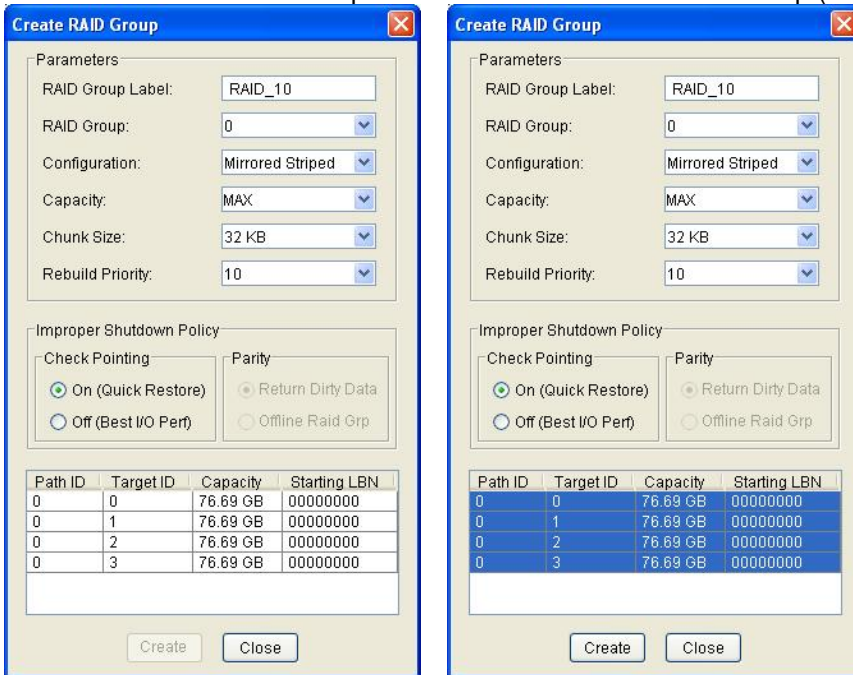 Create RAID Group
Parameters
RAID Group Label: RAID_10
RAID Group: 0
Configuration: Mirrored Striped
Capacity: MAX
Chunk Size: 32 KB
Rebuild Priority: 10
Improper Shutdown Policy
Check Pointing Parity
On (Quick Restore) Return Dirty Data
Off (Best I/O Perf) Offline Raid Grp
Path ID Target ID Capacity Starting LBN
0 0 76.69 GB 00000000
0 1 76.69 GB 00000000
0 2 76.69 GB 00000000
0 3 76.69 GB 00000000
Create Close
Create RAID Group
Parameters
RAID Group Label: RAID_10
RAID Group: 0
Configuration: Mirrored Striped
Capacity: MAX
Chunk Size: 32 KB
Rebuild Priority: 10
Improper Shutdown Policy
Check Pointing Parity
On (Quick Restore) Return Dirty Data
Off (Best I/O Perf) Offline Raid Grp
Path ID Target ID Capacity Starting LBN
0 0 76.69 GB 00000000
0 1 76.69 GB 00000000
0 2 76.69 GB 00000000
0 3 76.69 GB 00000000
Create Close